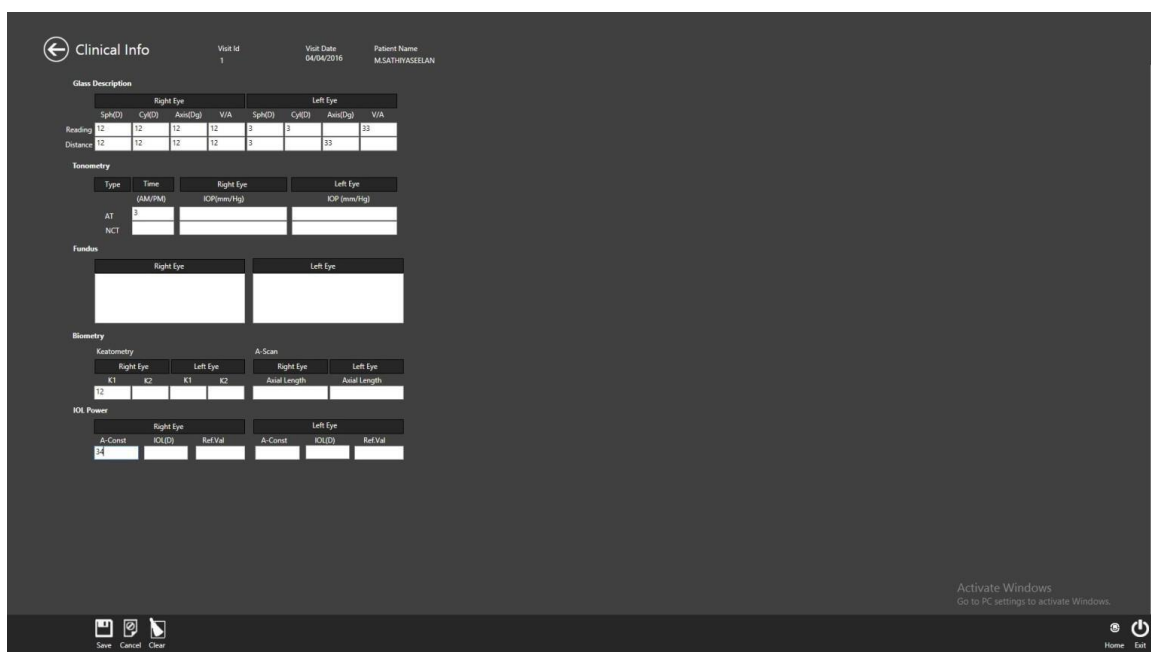 Clinical Info
Visit Id Visit Date Patient Name
1 04/04/2016 M.SATHIYASEELAN
Glass Description
Right Eye Left Eye
Sph(D) Cyl(D) Axis(Dg) V/A Sph(D) Cyl(D) Axis(Dg) V/A
Reading 12 12 12 12 3 3 33
Distance 12 12 12 12 3 33
Tonometry
Type Time Right Eye Left Eye
(AM/PM) IOP(mm/Hg) IOP (mm/Hg)
AT 3
NCT
Fundus
Right Eye Left Eye
Biometry
Keatometry A-Scan
Right Eye Left Eye Right Eye Left Eye
K1 K2 K1 K2 Axial Length Axial Length
12
IOL Power
Right Eye Left Eye
A-Const IOL(D) Ref.Val A-Const IOL(D) Ref.Val
34
Activate Windows
Go to PC settings to activate Windows.
Save Cancel Clear Home Exit